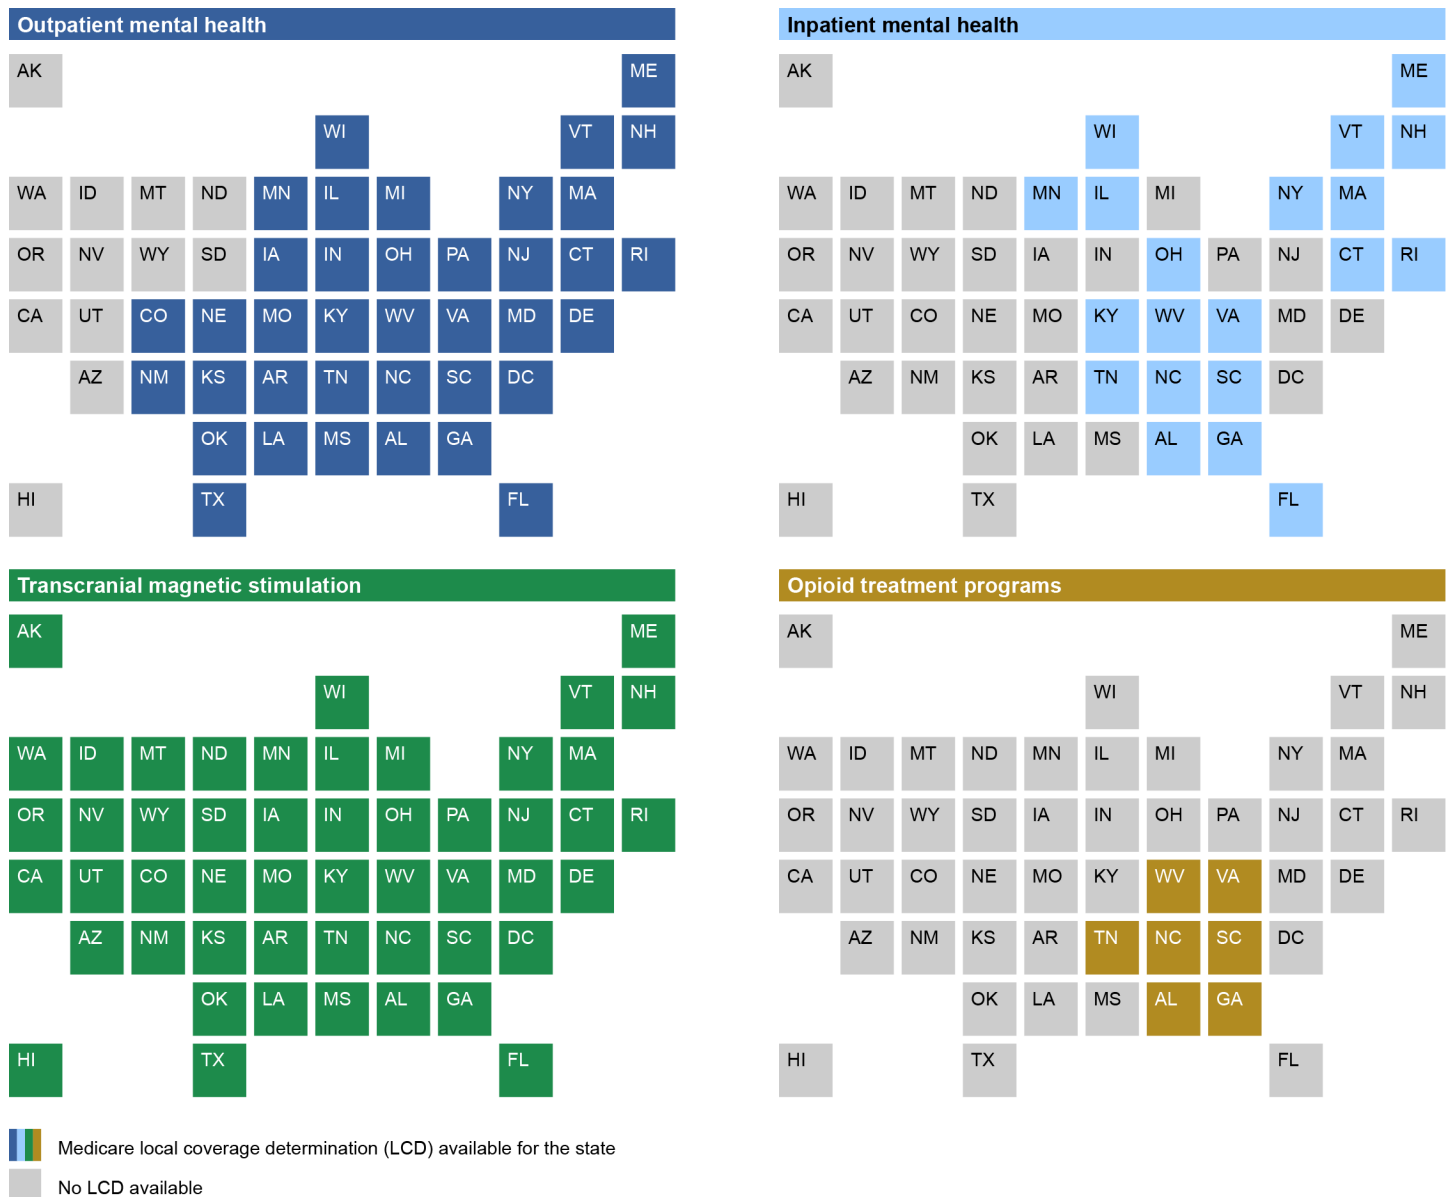 Outpatient mental health
AK ME
WI VT NH
WA ID MT ND MN IL MI NY MA
OR NV WY SD IA IN OH PA NJ CT RI
CA UT CO NE MO KY WV VA MD DE
AZ NM KS AR TN NC SC DC
OK LA MS AL GA
HI TX FL
Inpatient mental health
AK ME
WI VT NH
WA ID MT ND MN IL MI NY MA
OR NV WY SD IA IN OH PA NJ CT RI
CA UT CO NE MO KY WV VA MD DE
AZ NM KS AR TN NC SC DC
OK LA MS AL GA
HI TX FL
Transcranial magnetic stimulation
AK ME
WI VT NH
WA ID MT ND MN IL MI NY MA
OR NV WY SD IA IN OH PA NJ CT RI
CA UT CO NE MO KY WV VA MD DE
AZ NM KS AR TN NC SC DC
OK LA MS AL GA
HI TX FL
Opioid treatment programs
AK ME
WI VT NH
WA ID MT ND MN IL MI NY MA
OR NV WY SD IA IN OH PA NJ CT RI
CA UT CO NE MO KY WV VA MD DE
AZ NM KS AR TN NC SC DC
OK LA MS AL GA
HI TX FL
Medicare local coverage determination (LCD) available for the state
No LCD available